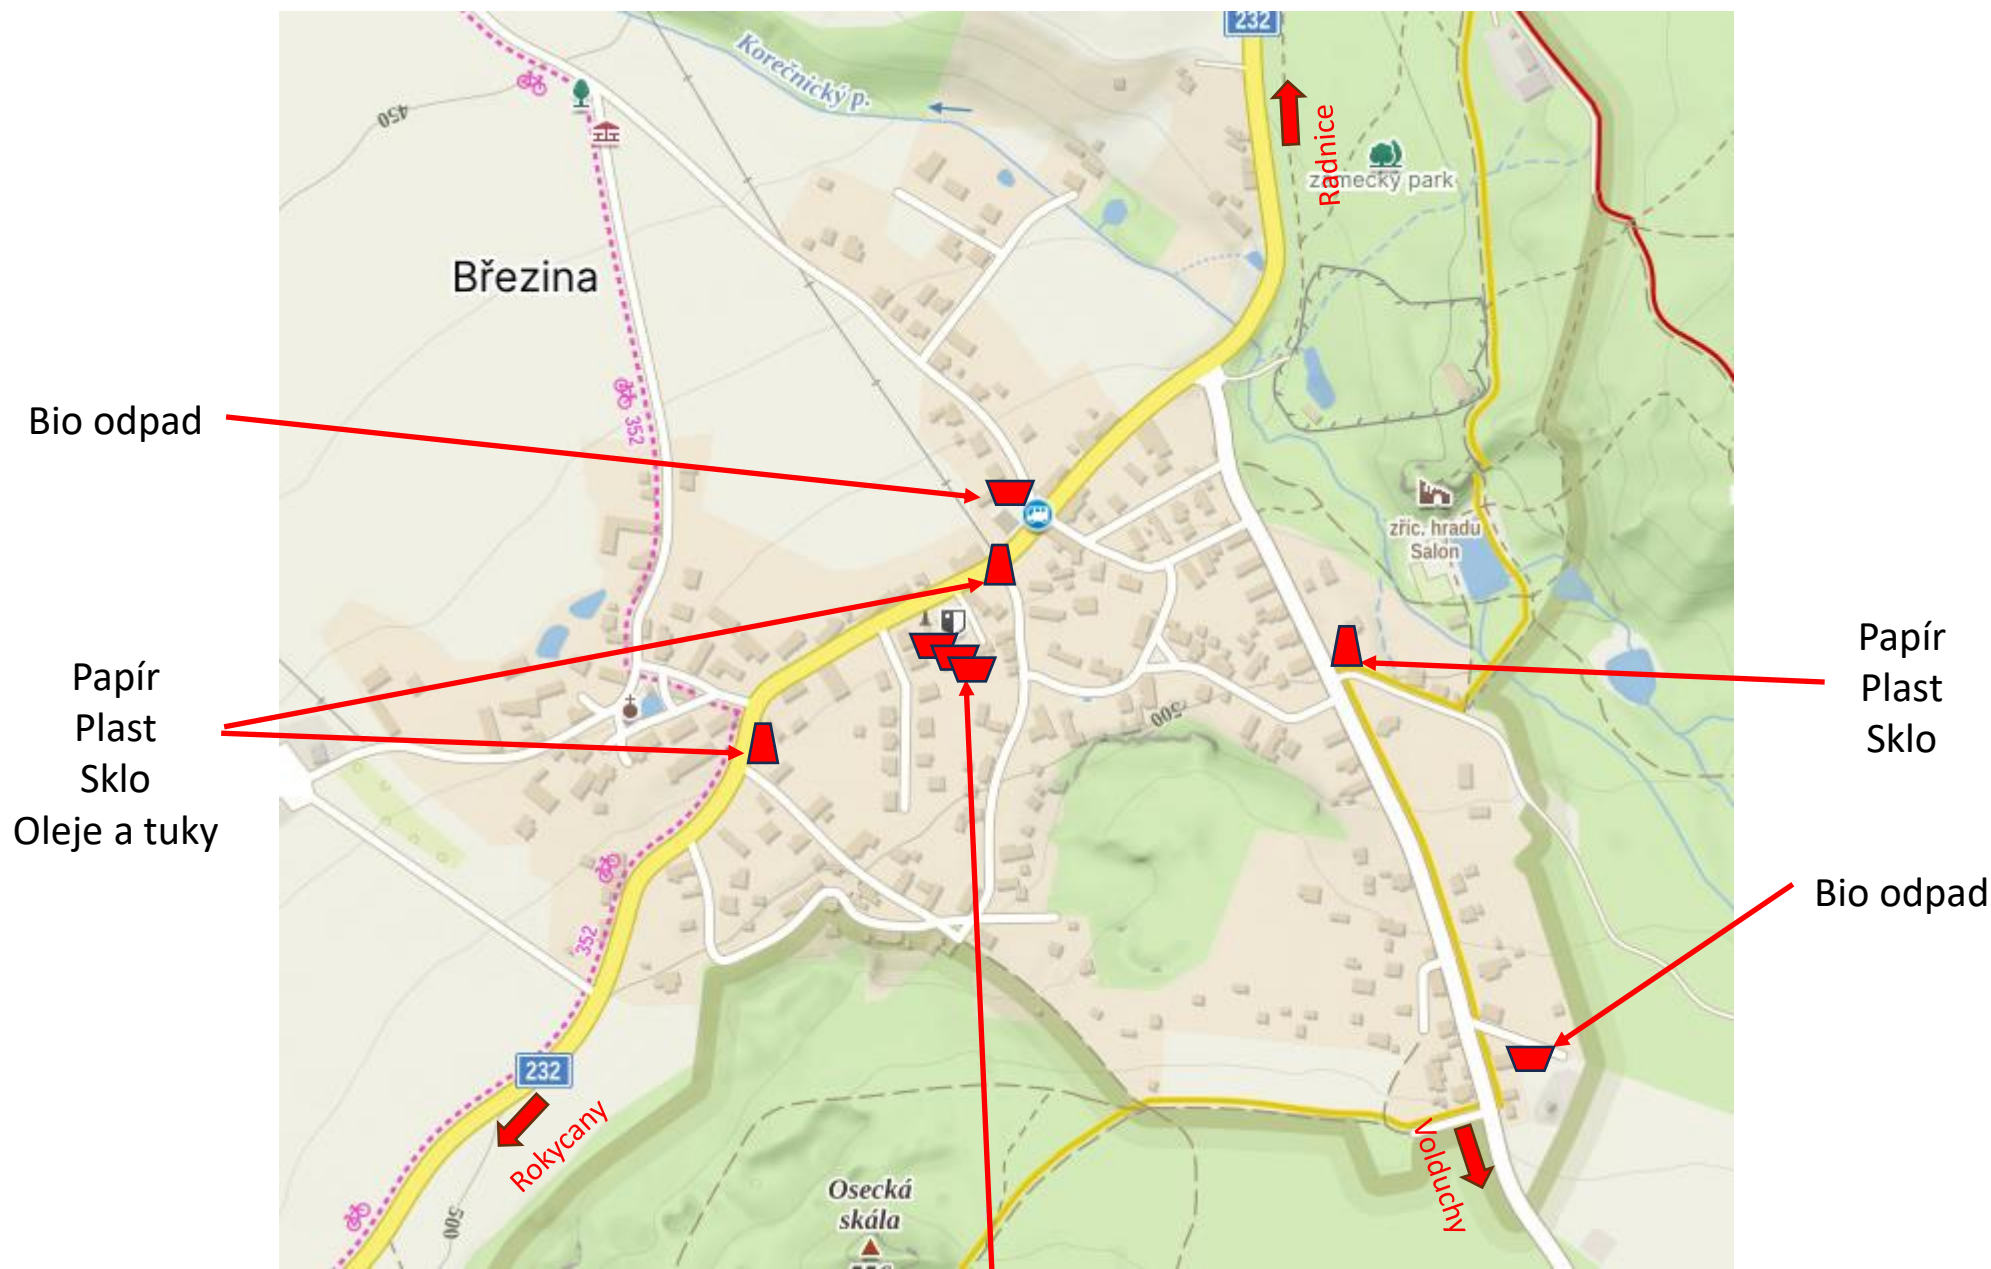 232
Korečnický p.
450
Radnice
zámecký park
Březina
352
Bio odpad
zříc. hradu
Salon
Papír
Plast
Sklo
Oleje a tuky
Papír
Plast
Sklo
500
Bio odpad
352
232
Rokycany
Volduchy
500
Osecká
skála